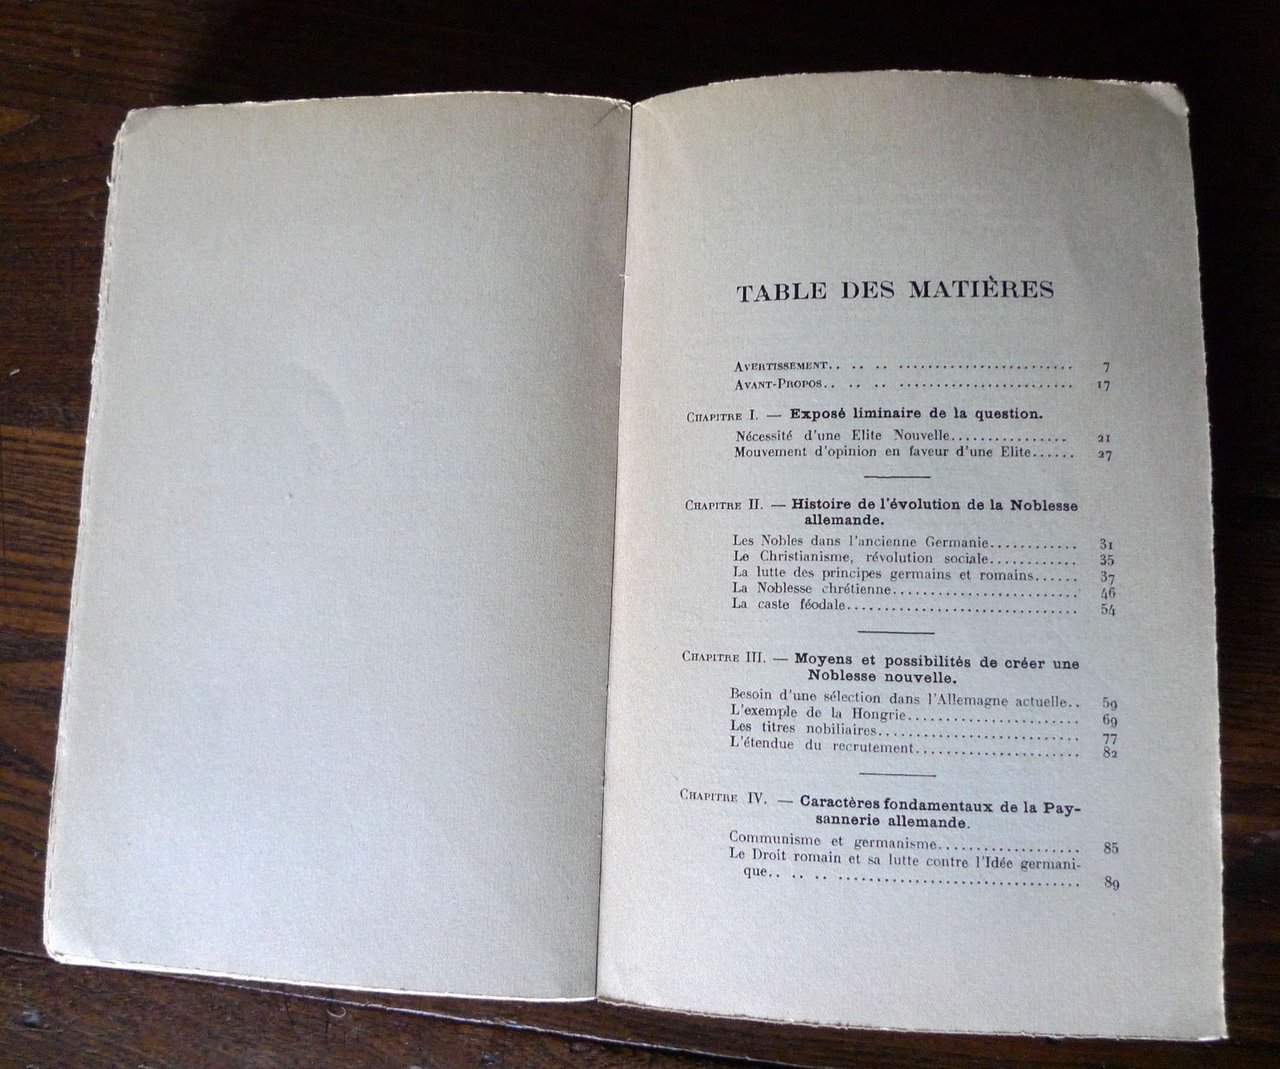 TABLE DES MATIÈRES
AVERTISSEMENT.. .. .. ........................ 7
AVANT-PROPOS.. .. .. ........................ 17
CHAPITRE I. — Exposé liminaire de la question.
Nécessité d'une Elite Nouvelle................ 21
Mouvement d'opinion en faveur d'une Elite...... 27
CHAPITRE II. — Histoire de l'évolution de la Noblesse
allemande.
Les Nobles dans l'ancienne Germanie............ 31
Le Christianisme, révolution sociale............ 35
La lutte des principes germains et romains...... 37
La Noblesse chrétienne.......................... 46
La caste féodale................................ 54
CHAPITRE III. — Moyens et possibilités de créer une
Noblesse nouvelle.
Besoin d'une sélection dans l'Allemagne actuelle.. 59
L'exemple de la Hongrie........................ 69
Les titres nobiliaires............................ 77
L'étendue du recrutement...................... 82
CHAPITRE IV. — Caractères fondamentaux de la Pay-
sannerie allemande.
Communisme et germanisme.................... 85
Le Droit romain et sa lutte contre l'Idée germani-
que.. .. .. .................................. 89